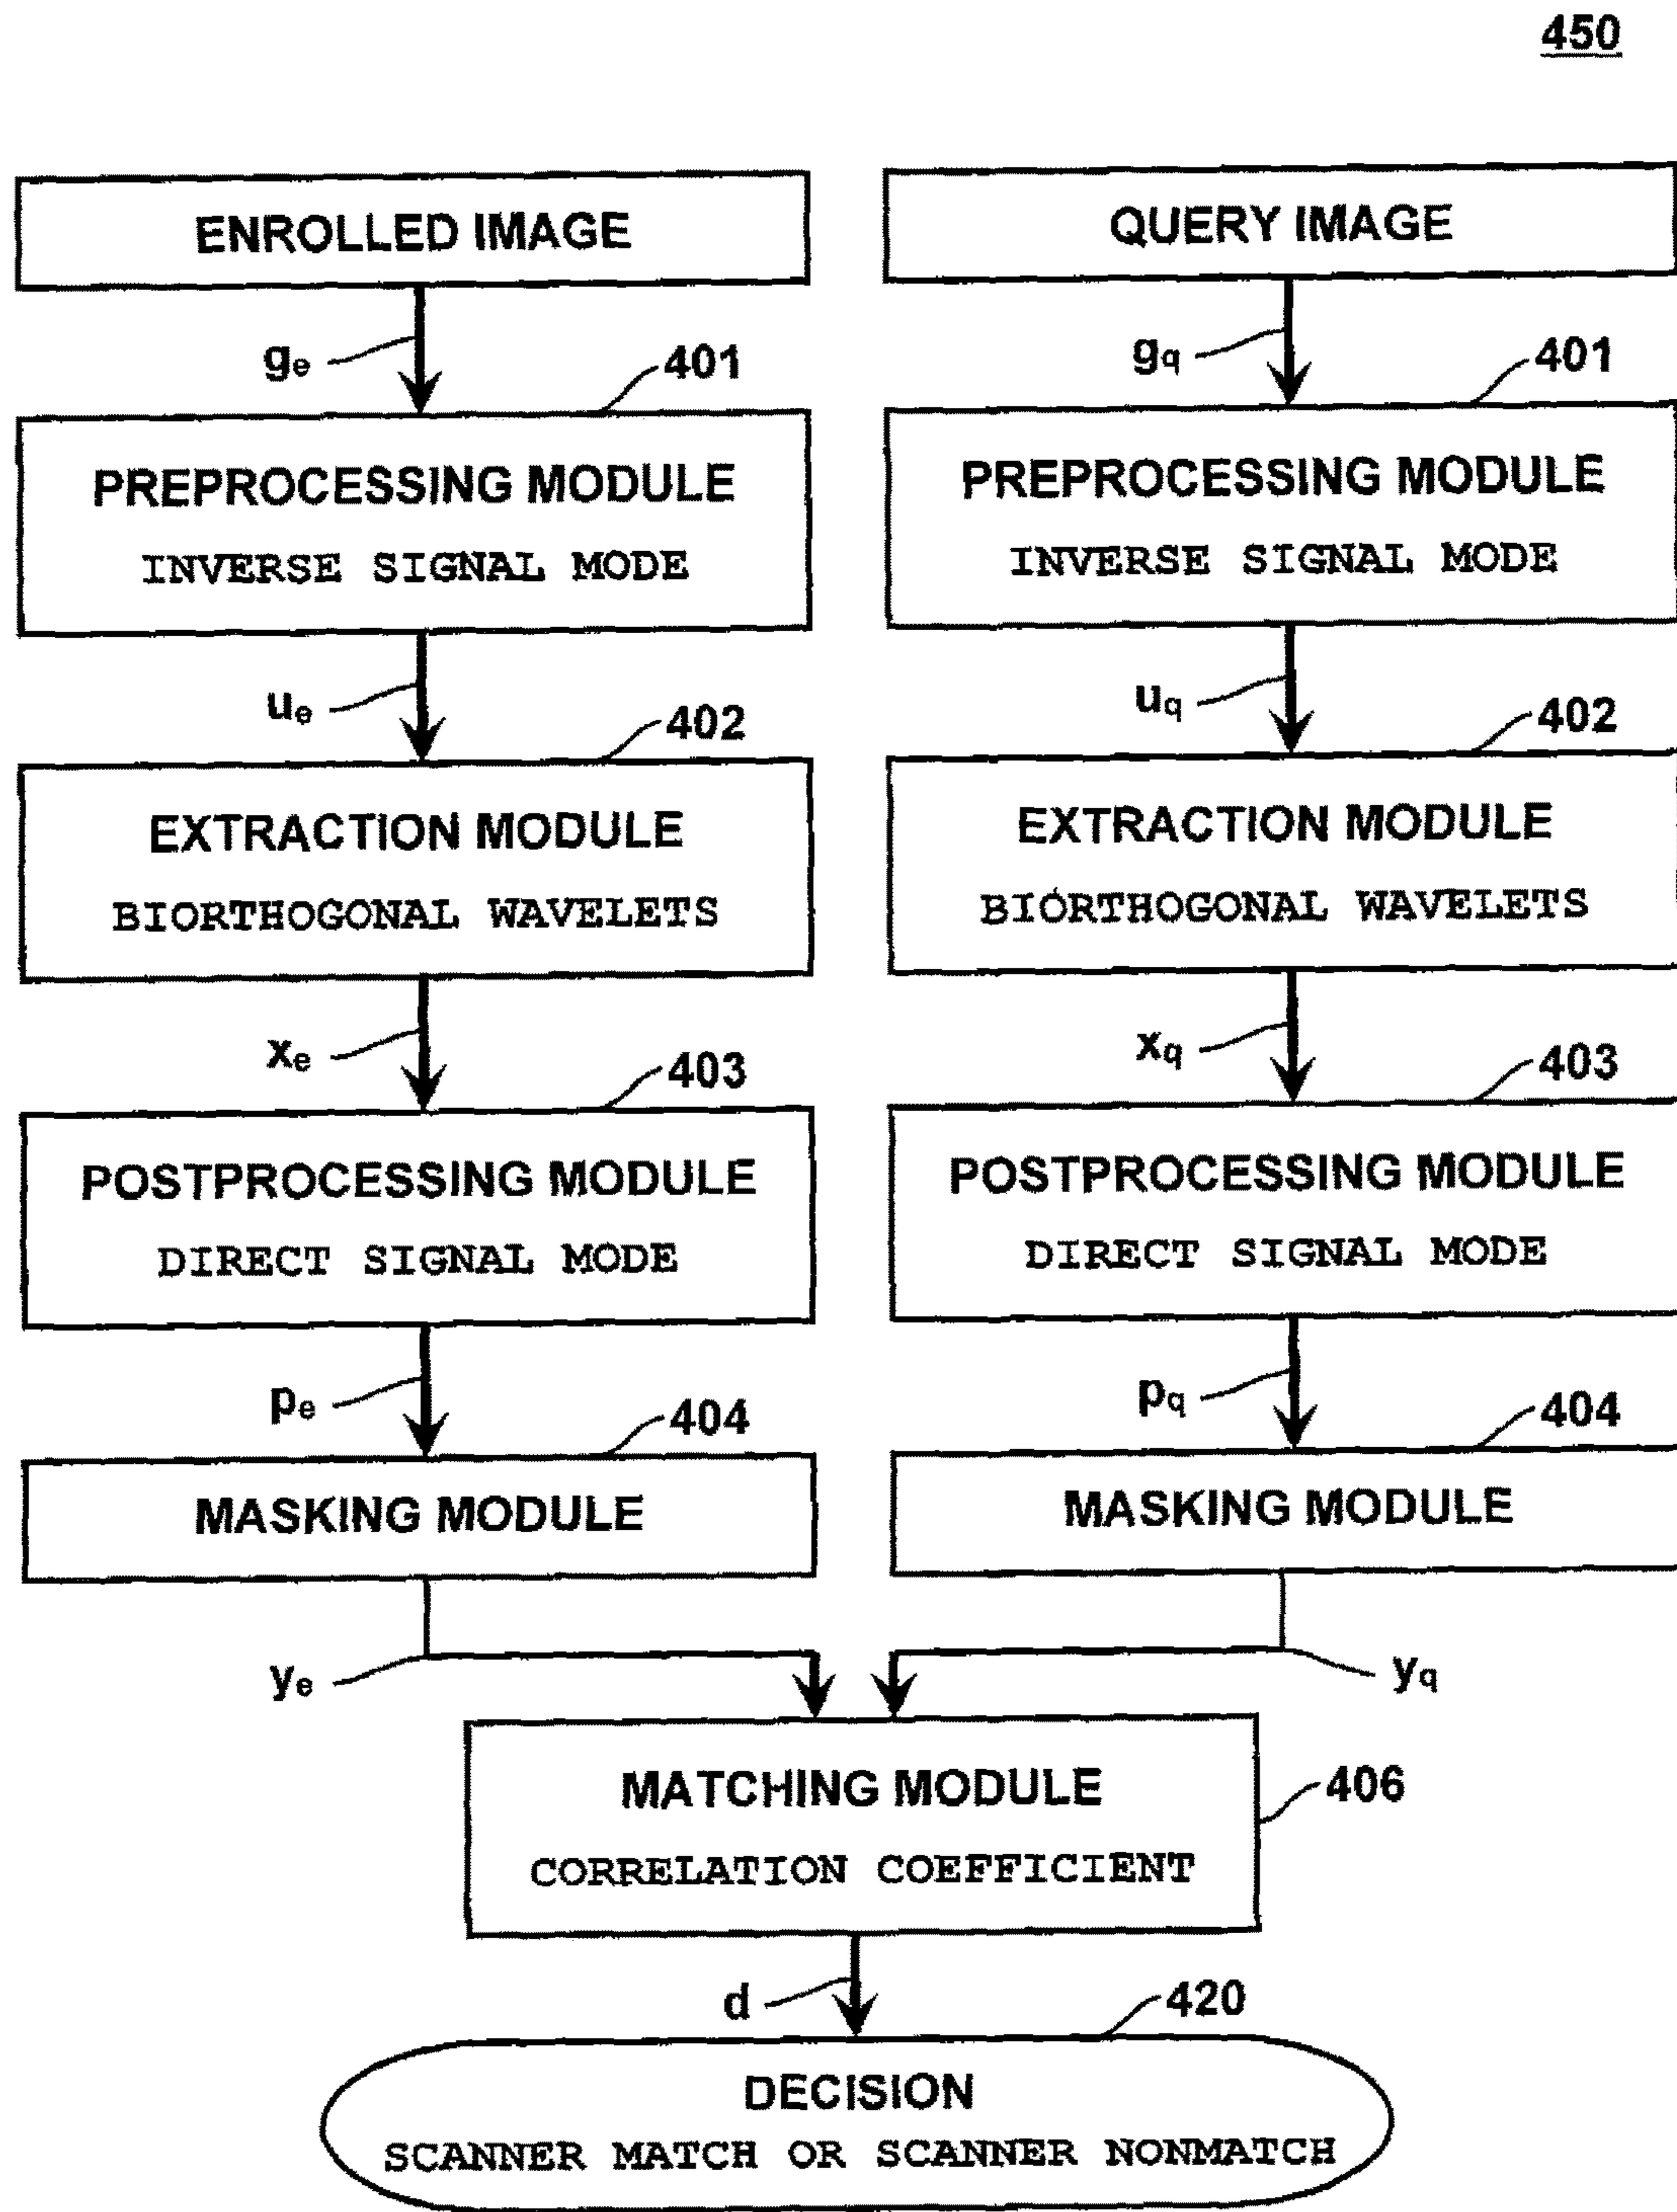 450
ENROLLED IMAGE
QUERY IMAGE
ge
gq
401
401
PREPROCESSING MODULE
INVERSE SIGNAL MODE
PREPROCESSING MODULE
INVERSE SIGNAL MODE
ue
uq
402
402
EXTRACTION MODULE
BIORTHOGONAL WAVELETS
EXTRACTION MODULE
BIORTHOGONAL WAVELETS
xe
xq
403
403
POSTPROCESSING MODULE
DIRECT SIGNAL MODE
POSTPROCESSING MODULE
DIRECT SIGNAL MODE
pe
pq
404
404
MASKING MODULE
MASKING MODULE
ye
yq
MATCHING MODULE
CORRELATION COEFFICIENT
406
d
420
DECISION
SCANNER MATCH OR SCANNER NONMATCH